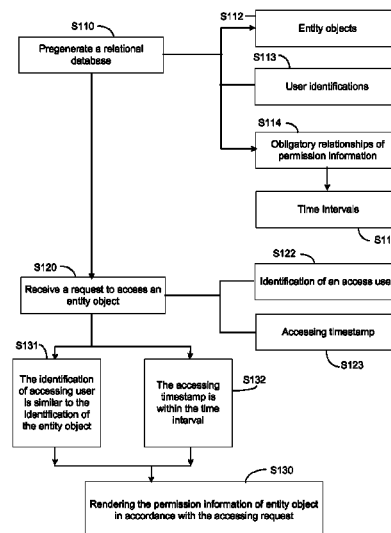 S110
Pregenerate a relational
database
S112
Entity objects
S113
User identifications
S114
Obligatory relationships of
permission information
Time Intervals
S11
S120
Receive a request to access an
entity object
S122
Identification of an access use
Accessing timestamp
S123
S131
The identification
of accessing user
is similar to the
identification of
the entity object
The accessing
timestamp is
within the time
interval
S132
S130
Rendering the permission information of entity object
in accordance with the accessing request